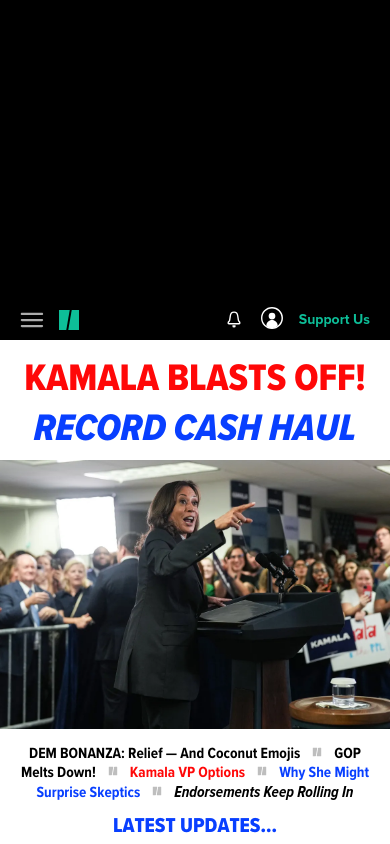 Support Us
KAMALA BLASTS OFF!
RECORD CASH HAUL
KAMALA
DEM BONANZA: Relief — And Coconut Emojis " GOP
Melts Down! " Kamala VP Options " Why She Might
Surprise Skeptics " Endorsements Keep Rolling In
LATEST UPDATES...